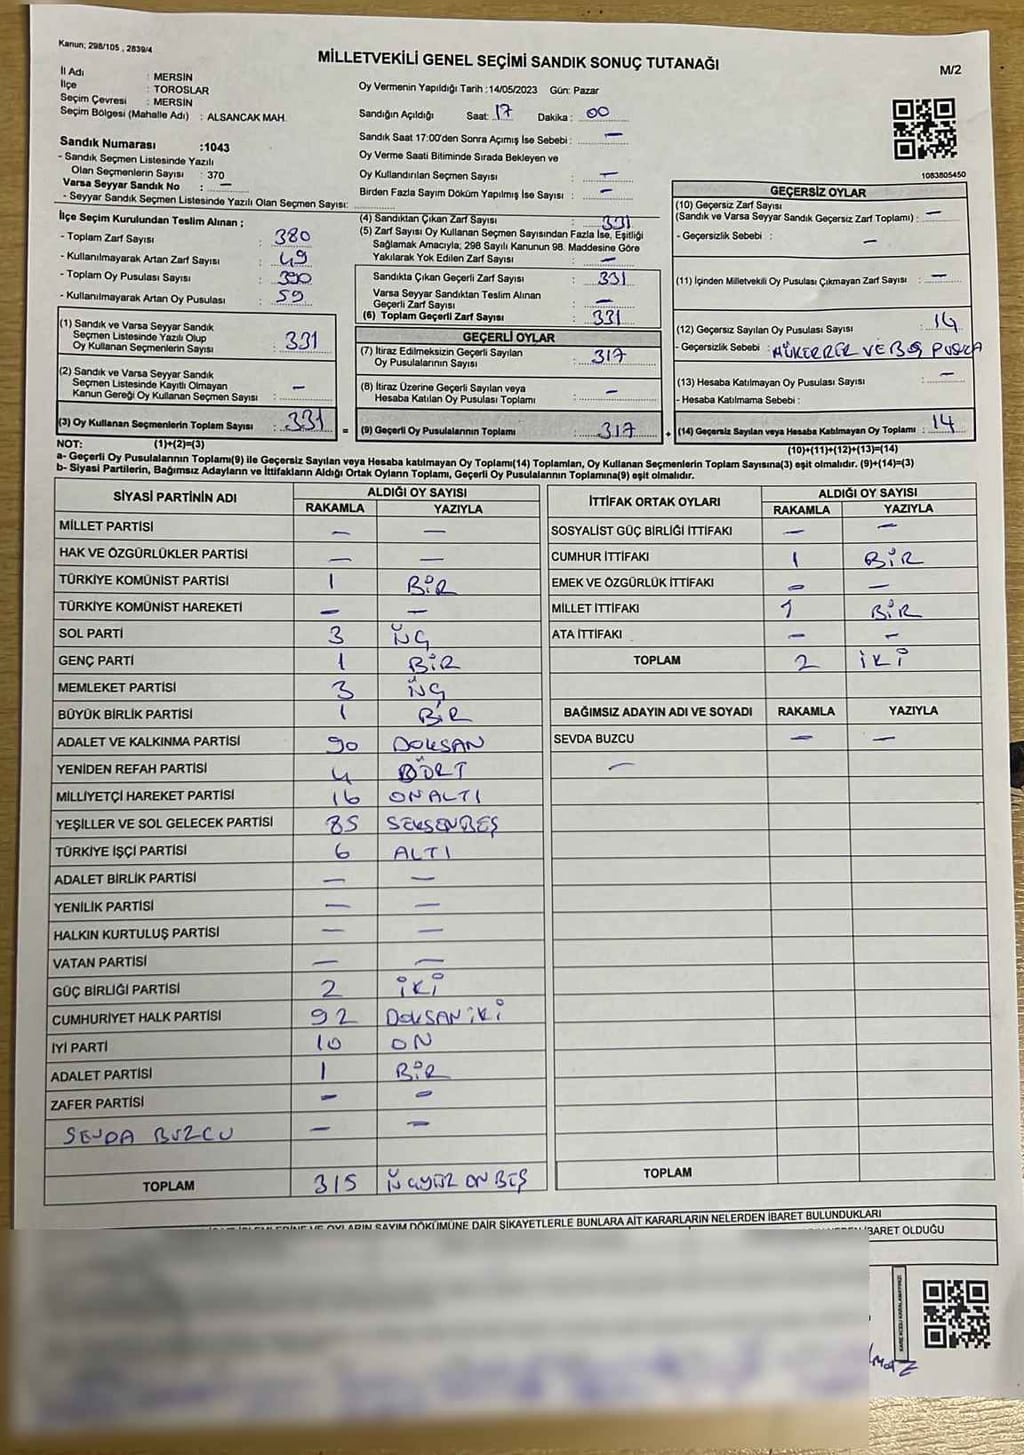 Kanun; 298/105 , 2839/4
MİLLETVEKİLİ GENEL SEÇİMİ SANDIK SONUÇ TUTANAĞI
M/2
İl Adı : MERSİN
İlçe : TOROSLAR
Seçim Çevresi : MERSİN
Seçim Bölgesi (Mahalle Adı) : ALSANCAK MAH.
Sandık Numarası :1043
- Sandık Seçmen Listesinde Yazılı
Olan Seçmenlerin Sayısı : 370
Varsa Seyyar Sandık No : —
- Seyyar Sandık Seçmen Listesinde Yazılı Olan Seçmen Sayısı:
Oy Vermenin Yapıldığı Tarih :14/05/2023 Gün: Pazar
Sandığın Açıldığı Saat: 17 Dakika : 00
Sandık Saat 17:00'den Sonra Açımış İse Sebebi : —
Oy Verme Saati Bitiminde Sırada Bekleyen ve
Oy Kullandırılan Seçmen Sayısı : —
Birden Fazla Sayım Döküm Yapılmış İse Sayısı : —
1083805450
İlçe Seçim Kurulundan Teslim Alınan ;
- Toplam Zarf Sayısı : 380
- Kullanılmayarak Artan Zarf Sayısı : 49
- Toplam Oy Pusulası Sayısı : 390
- Kullanılmayarak Artan Oy Pusulası : 59
(1) Sandık ve Varsa Seyyar Sandık
Seçmen Listesinde Yazılı Olup
Oy Kullanan Seçmenlerin Sayısı : 331
(2) Sandık ve Varsa Seyyar Sandık
Seçmen Listesinde Kayıtlı Olmayan
Kanun Gereği Oy Kullanan Seçmen Sayısı : —
(3) Oy Kullanan Seçmenlerin Toplam Sayısı : 331
(4) Sandıktan Çıkan Zarf Sayısı : 331
(5) Zarf Sayısı Oy Kullanan Seçmen Sayısından Fazla İse, Eşitliği
Sağlamak Amacıyla; 298 Sayılı Kanunun 98. Maddesine Göre
Yakılarak Yok Edilen Zarf Sayısı : —
Sandıkta Çıkan Geçerli Zarf Sayısı : 331
Varsa Seyyar Sandıktan Teslim Alınan
Geçerli Zarf Sayısı : —
(6) Toplam Geçerli Zarf Sayısı : 331
GEÇERLİ OYLAR
(7) İtiraz Edilmeksizin Geçerli Sayılan
Oy Pusulalarının Sayısı : 317
(8) İtiraz Üzerine Geçerli Sayılan veya
Hesaba Katılan Oy Pusulası Toplamı : —
= (9) Geçerli Oy Pusulalarının Toplamı : 317 +
GEÇERSİZ OYLAR
(10) Geçersiz Zarf Sayısı
(Sandık ve Varsa Seyyar Sandık Geçersiz Zarf Toplamı) : —
- Geçersizlik Sebebi : —
(11) İçinden Milletvekili Oy Pusulası Çıkmayan Zarf Sayısı : —
(12) Geçersiz Sayılan Oy Pusulası Sayısı : 14
- Geçersizlik Sebebi : MÜKERRER VE BOŞ PUSULA
(13) Hesaba Katılmayan Oy Pusulası Sayısı : —
- Hesaba Katılmama Sebebi :
(14) Geçersiz Sayılan veya Hesaba Katılmayan Oy Toplamı : 14
NOT: (1)+(2)=(3)
(10)+(11)+(12)+(13)=(14)
a- Geçerli Oy Pusulalarının Toplamı(9) ile Geçersiz Sayılan veya Hesaba katılmayan Oy Toplamı(14) Toplamları, Oy Kullanan Seçmenlerin Toplam Sayısına(3) eşit olmalıdır. (9)+(14)=(3)
b- Siyasi Partilerin, Bağımsız Adayların ve İttifakların Aldığı Ortak Oyların Toplamı, Geçerli Oy Pusulalarının Toplamına(9) eşit olmalıdır.
SİYASİ PARTİNİN ADI ALDIĞI OY SAYISI
RAKAMLA YAZIYLA
MİLLET PARTİSİ — —
HAK VE ÖZGÜRLÜKLER PARTİSİ — —
TÜRKİYE KOMÜNİST PARTİSİ 1 BİR
TÜRKİYE KOMÜNİST HAREKETİ — —
SOL PARTİ 3 ÜÇ
GENÇ PARTİ 1 BİR
MEMLEKET PARTİSİ 3 ÜÇ
BÜYÜK BİRLİK PARTİSİ 1 BİR
ADALET VE KALKINMA PARTİSİ 90 DOKSAN
YENİDEN REFAH PARTİSİ 4 DÖRT
MİLLİYETÇİ HAREKET PARTİSİ 16 ONALTI
YEŞİLLER VE SOL GELECEK PARTİSİ 85 SEKSENBEŞ
TÜRKİYE İŞÇİ PARTİSİ 6 ALTI
ADALET BİRLİK PARTİSİ — —
YENİLİK PARTİSİ — —
HALKIN KURTULUŞ PARTİSİ — —
VATAN PARTİSİ — —
GÜÇ BİRLİĞİ PARTİSİ 2 İKİ
CUMHURİYET HALK PARTİSİ 92 DOKSAN İKİ
İYİ PARTİ 10 ON
ADALET PARTİSİ 1 BİR
ZAFER PARTİSİ — —
SEVDA BUZCU — —
TOPLAM 315 ÜÇYÜZ ON BEŞ
İTTİFAK ORTAK OYLARI ALDIĞI OY SAYISI
RAKAMLA YAZIYLA
SOSYALİST GÜÇ BİRLİĞİ İTTİFAKI — —
CUMHUR İTTİFAKI 1 BİR
EMEK VE ÖZGÜRLÜK İTTİFAKI — —
MİLLET İTTİFAKI 1 BİR
ATA İTTİFAKI — —
TOPLAM 2 İKİ
BAĞIMSIZ ADAYIN ADI VE SOYADI RAKAMLA YAZIYLA
SEVDA BUZCU — —
—
TOPLAM
OYLARIN SAYIM DÖKÜMÜNE DAİR ŞİKAYETLERLE BUNLARA AİT KARARLARIN NELERDEN İBARET BULUNDUKLARI
İBARET OLDUĞU